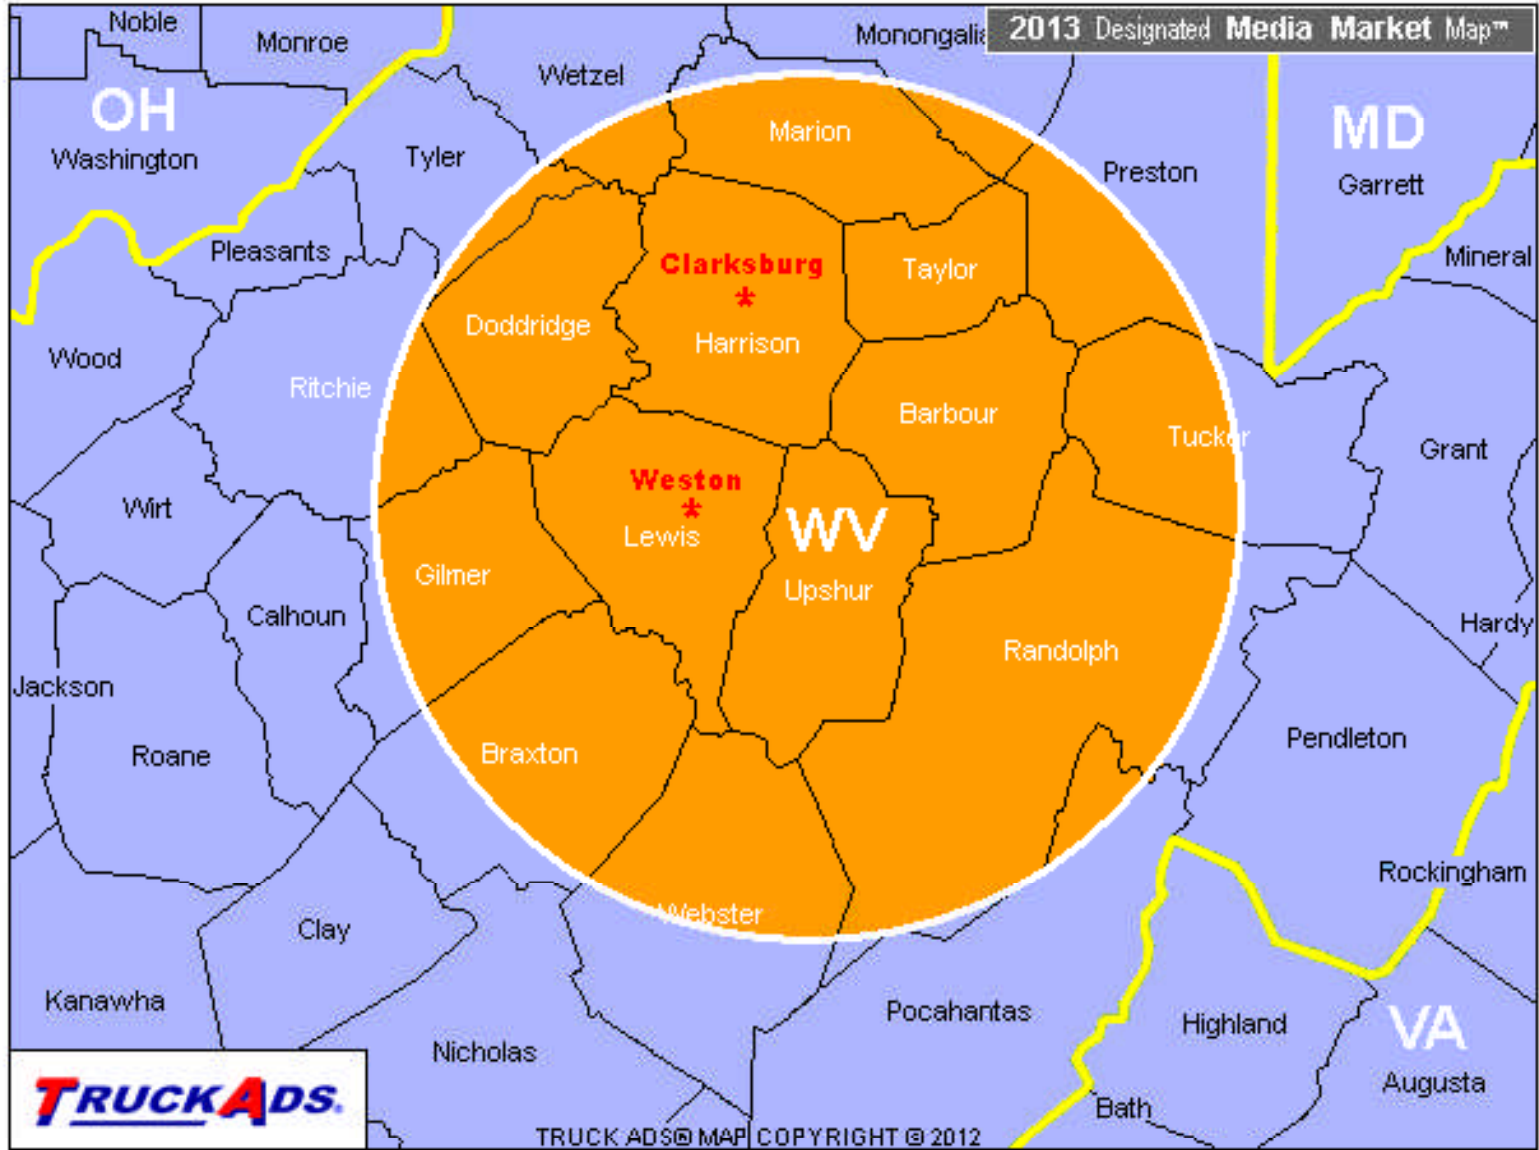 Noble
Monroe
Wetzel
Monongalia
2013 Designated Media Market Map™
OH
Washington
Tyler
Marion
Preston
MD
Garrett
Pleasants
Clarksburg
*
Taylor
Mineral
Wood
Doddridge
Harrison
Ritchie
Barbour
Tucker
Grant
Wirt
Weston
*
Lewis
WV
Gilmer
Upshur
Calhoun
Hardy
Randolph
Jackson
Roane
Braxton
Pendleton
Rockingham
Webster
Clay
Kanawha
Pocahantas
Highland
VA
Nicholas
Augusta
TRUCKADS.
Bath
TRUCK ADS® MAP COPYRIGHT © 2012